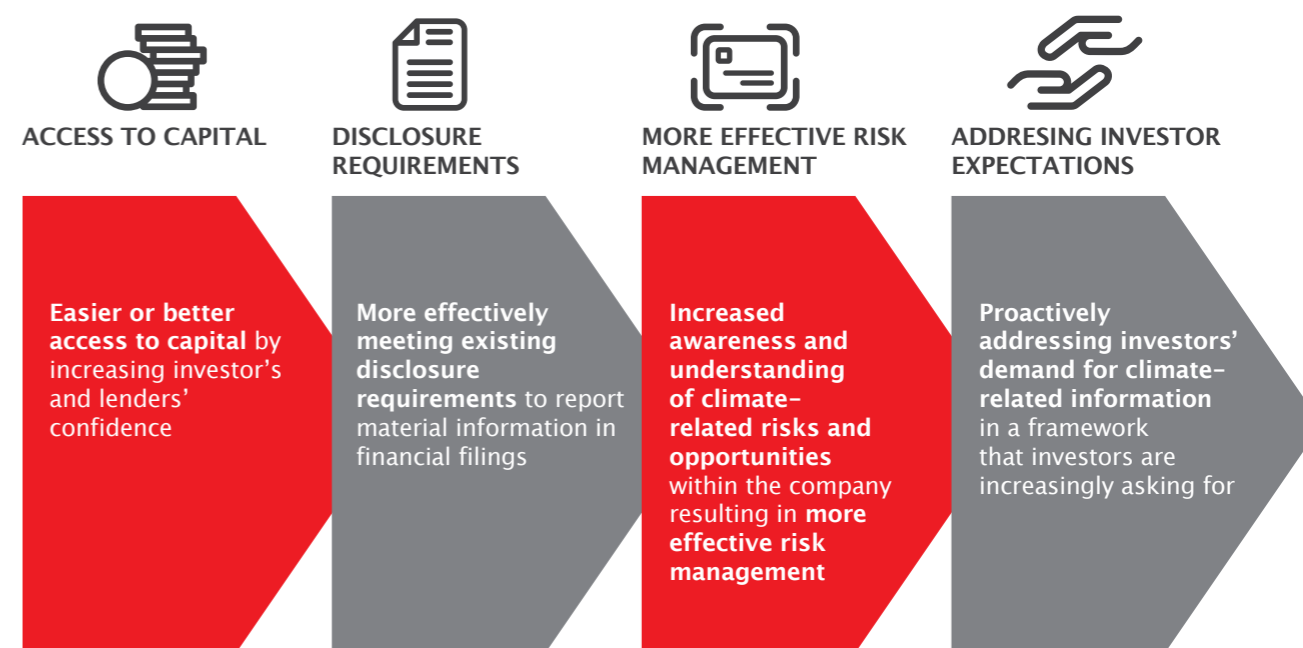 ACCESS TO CAPITAL
Easier or better
access to capital by
increasing investor's
and lenders'
confidence
DISCLOSURE
REQUIREMENTS
More effectively
meeting existing
disclosure
requirements to report
material information in
financial filings
MORE EFFECTIVE RISK
MANAGEMENT
Increased
awareness and
understanding
of climate–
related risks and
opportunities
within the company
resulting in more
effective risk
management
ADDRESING INVESTOR
EXPECTATIONS
Proactively
addressing investors'
demand for climate–
related information
in a framework
that investors are
increasingly asking for